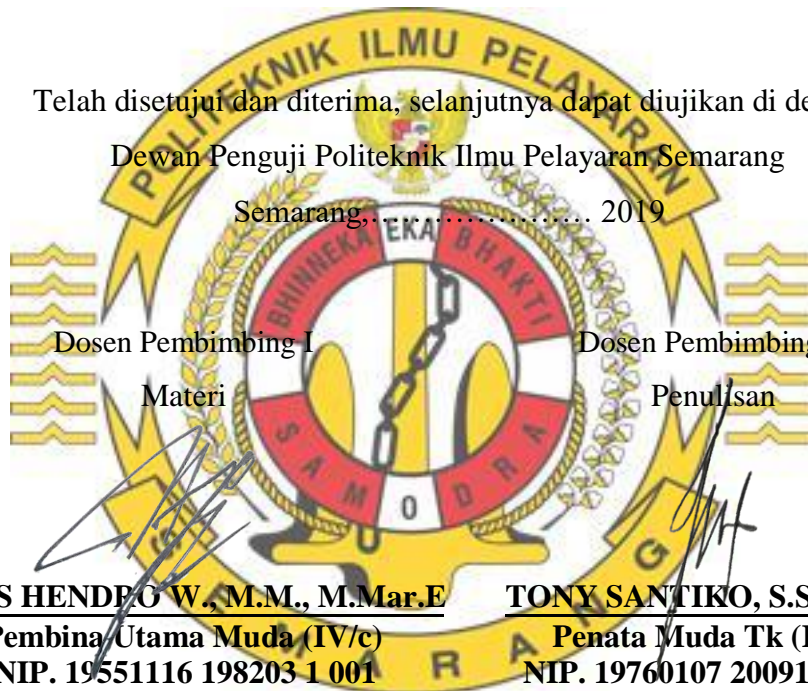 POLITEKNIK ILMU PELAYARAN
Telah disetujui dan diterima, selanjutnya dapat diujikan di de
Dewan Penguji Politeknik Ilmu Pelayaran Semarang
Semarang,…………………. 2019
BHINNEKA EKA BHAKTI
SAMODRA
Dosen Pembimbing I
Dosen Pembimbing
Materi
Penulisan
S HENDRO W., M.M., M.Mar.E
TONY SANTIKO, S.S
Pembina Utama Muda (IV/c)
Penata Muda Tk (I
NIP. 19551116 198203 1 001
NIP. 19760107 20091
SEMARANG